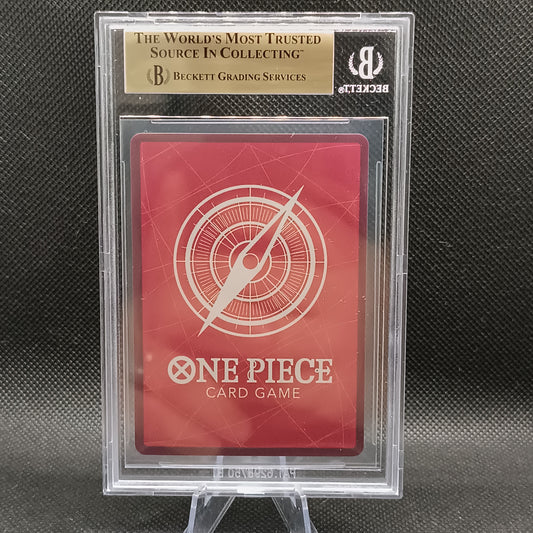 THE WORLD'S MOST TRUSTED
SOURCE IN COLLECTING™
B BECKETT GRADING SERVICES
B
BECKETT®
ONE PIECE
CARD GAME